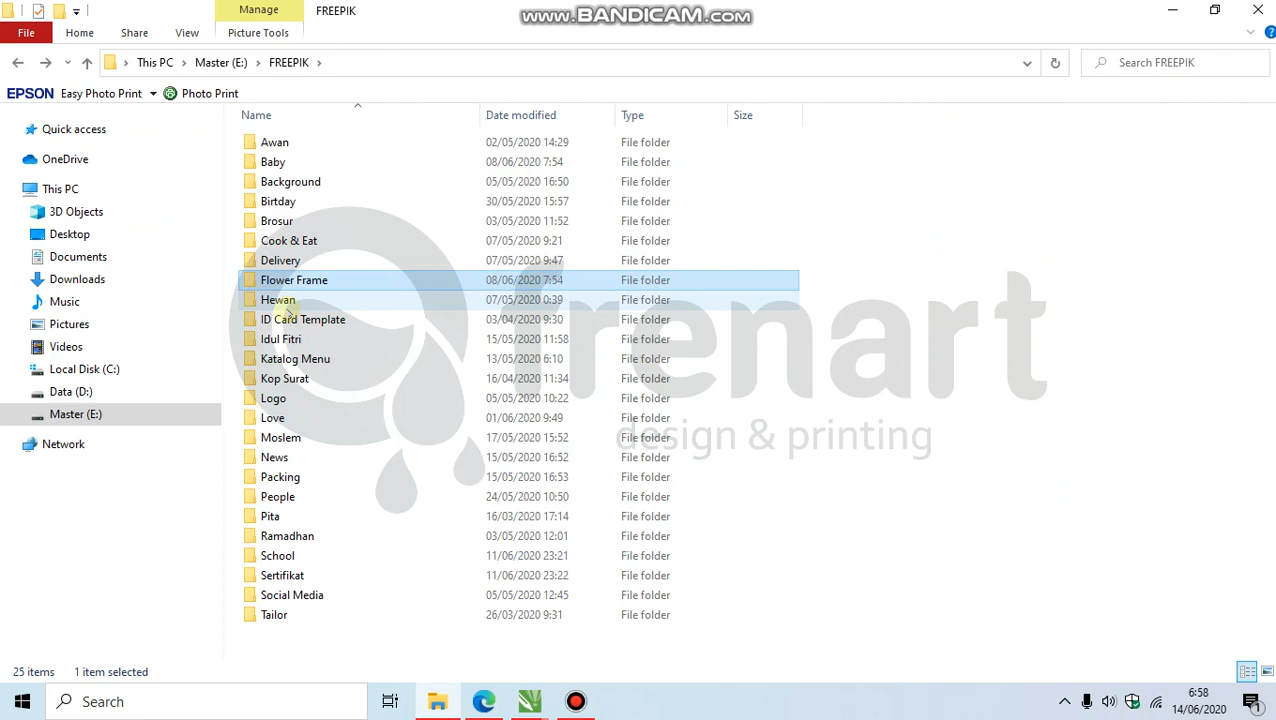 Manage
FREEPIK
www.BANDICAM.com
File Home Share View Picture Tools
This PC > Master (E:) > FREEPIK >
Search FREEPIK
EPSON Easy Photo Print Photo Print
Name Date modified Type Size
Quick access
OneDrive
This PC
3D Objects
Desktop
Documents
Downloads
Music
Pictures
Videos
Local Disk (C:)
Data (D:)
Master (E:)
Network
Awan 02/05/2020 14:29 File folder
Baby 08/06/2020 7:54 File folder
Background 05/05/2020 16:50 File folder
Birtday 30/05/2020 15:57 File folder
Brosur 03/05/2020 11:52 File folder
Cook & Eat 07/05/2020 9:21 File folder
Delivery 07/05/2020 9:47 File folder
Flower Frame 08/06/2020 7:54 File folder
Hewan 07/05/2020 0:39 File folder
ID Card Template 03/04/2020 9:30 File folder
Idul Fitri 15/05/2020 11:58 File folder
Katalog Menu 13/05/2020 6:10 File folder
Kop Surat 16/04/2020 11:34 File folder
Logo 05/05/2020 10:22 File folder
Love 01/06/2020 9:49 File folder
Moslem 17/05/2020 15:52 File folder
News 15/05/2020 16:52 File folder
Packing 15/05/2020 16:53 File folder
People 24/05/2020 10:50 File folder
Pita 16/03/2020 17:14 File folder
Ramadhan 03/05/2020 12:01 File folder
School 11/06/2020 23:21 File folder
Sertifikat 11/06/2020 23:22 File folder
Social Media 05/05/2020 12:45 File folder
Tailor 26/03/2020 9:31 File folder
frenart
design & printing
25 items 1 item selected
Search
6:58
14/06/2020
1